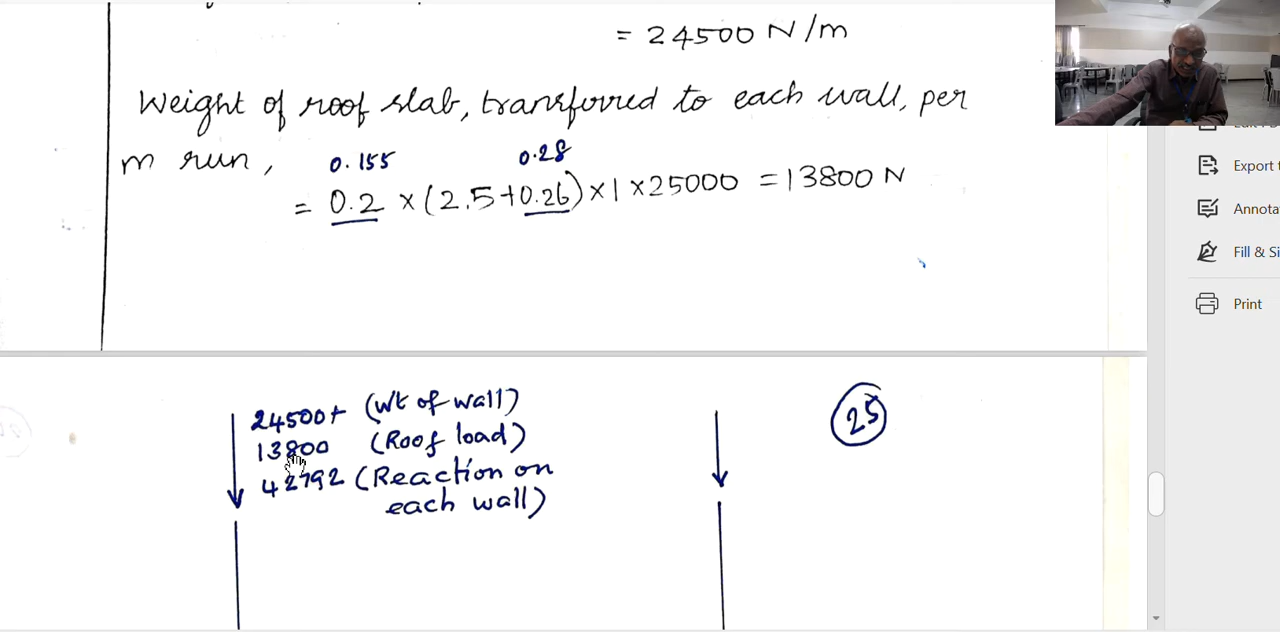 = 24500 N/m
Weight of roof slab, transferred to each wall, per
m run,
0.155 0.28
= 0.2 × (2.5+0.26) × 1 × 25000 = 13800 N
24500+ (Wt of wall)
13800 (Roof load)
42792 (Reaction on
each wall)
25
Export t
Annota
Fill & Si
Print